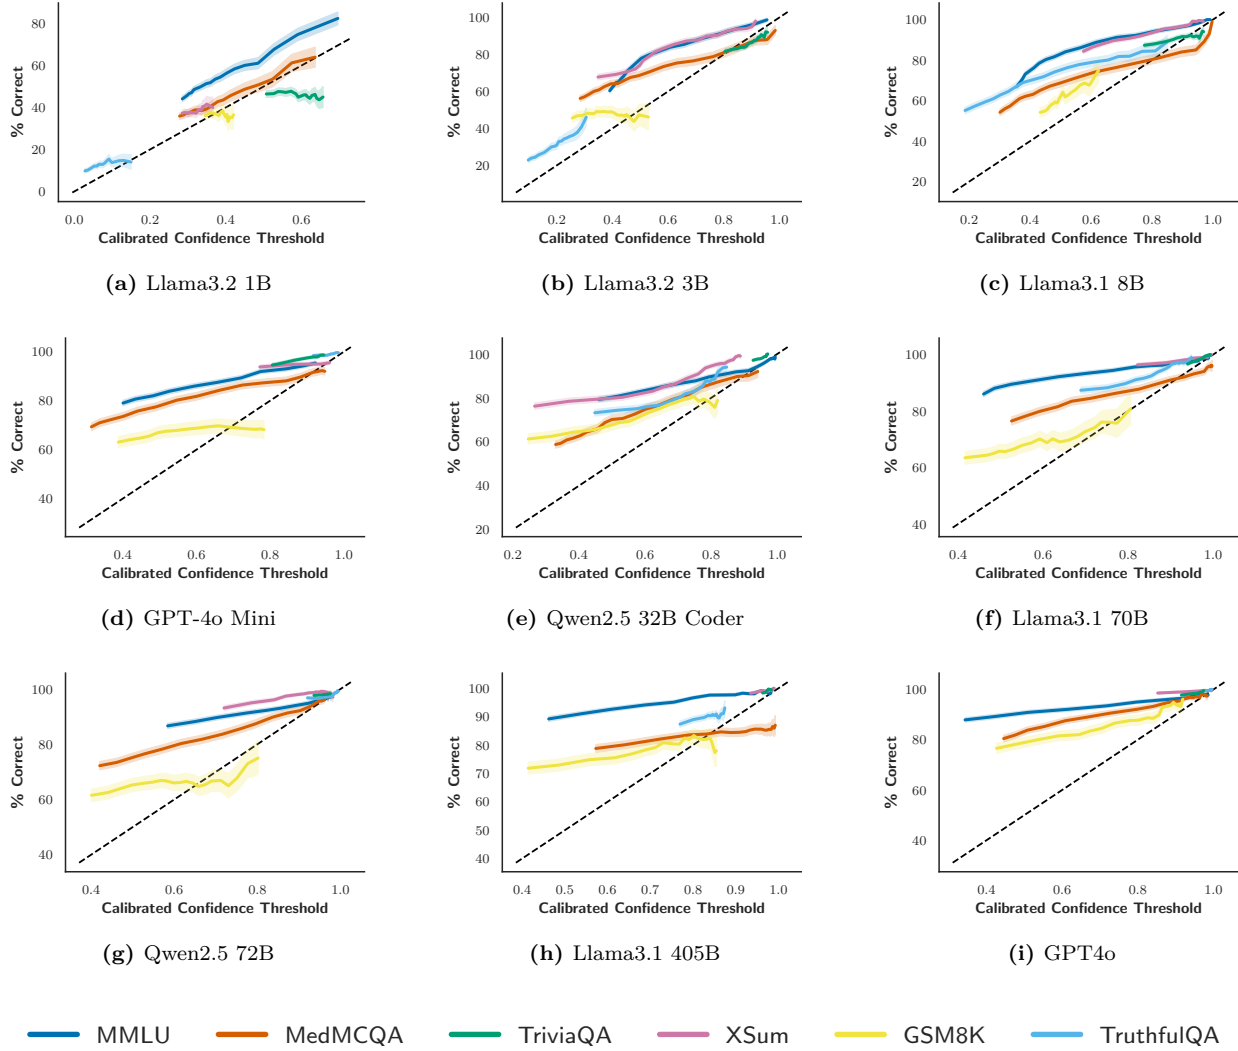 80
60
40
20
0
% Correct
0.0 0.2 0.4 0.6
Calibrated Confidence Threshold
(a) Llama3.2 1B
100
80
60
40
20
% Correct
0.2 0.4 0.6 0.8 1.0
Calibrated Confidence Threshold
(b) Llama3.2 3B
100
80
60
40
20
% Correct
0.2 0.4 0.6 0.8 1.0
Calibrated Confidence Threshold
(c) Llama3.1 8B
100
80
60
40
% Correct
0.4 0.6 0.8 1.0
Calibrated Confidence Threshold
(d) GPT-4o Mini
100
80
60
40
20
% Correct
0.2 0.4 0.6 0.8 1.0
Calibrated Confidence Threshold
(e) Qwen2.5 32B Coder
100
80
60
40
% Correct
0.4 0.6 0.8 1.0
Calibrated Confidence Threshold
(f) Llama3.1 70B
100
80
60
40
% Correct
0.4 0.6 0.8 1.0
Calibrated Confidence Threshold
(g) Qwen2.5 72B
100
90
80
70
60
50
40
% Correct
0.4 0.5 0.6 0.7 0.8 0.9 1.0
Calibrated Confidence Threshold
(h) Llama3.1 405B
100
80
60
40
% Correct
0.4 0.6 0.8 1.0
Calibrated Confidence Threshold
(i) GPT4o
MMLU MedMCQA TriviaQA XSum GSM8K TruthfulQA